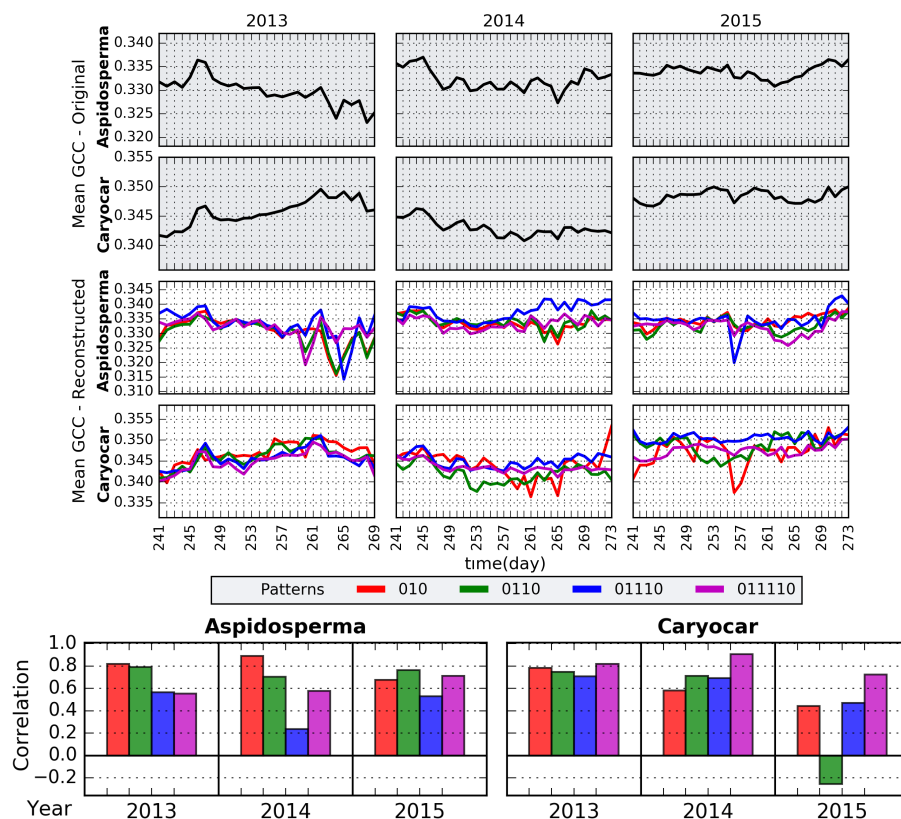 2013 2014 2015
Mean GCC - Original
Aspidosperma
0.340
0.335
0.330
0.325
0.320
Caryocar
0.355
0.350
0.345
0.340
Mean GCC - Reconstructed
Aspidosperma
0.345
0.340
0.335
0.330
0.325
0.320
0.315
0.310
Caryocar
0.355
0.350
0.345
0.340
0.335
241 245 249 253 257 261 265 269 241 245 249 253 257 261 265 269 273 241 245 249 253 257 261 265 269 273
time(day)
Patterns 010 0110 01110 011110
Aspidosperma Caryocar
Correlation
1.0
0.8
0.6
0.4
0.2
0.0
−0.2
Year 2013 2014 2015 2013 2014 2015